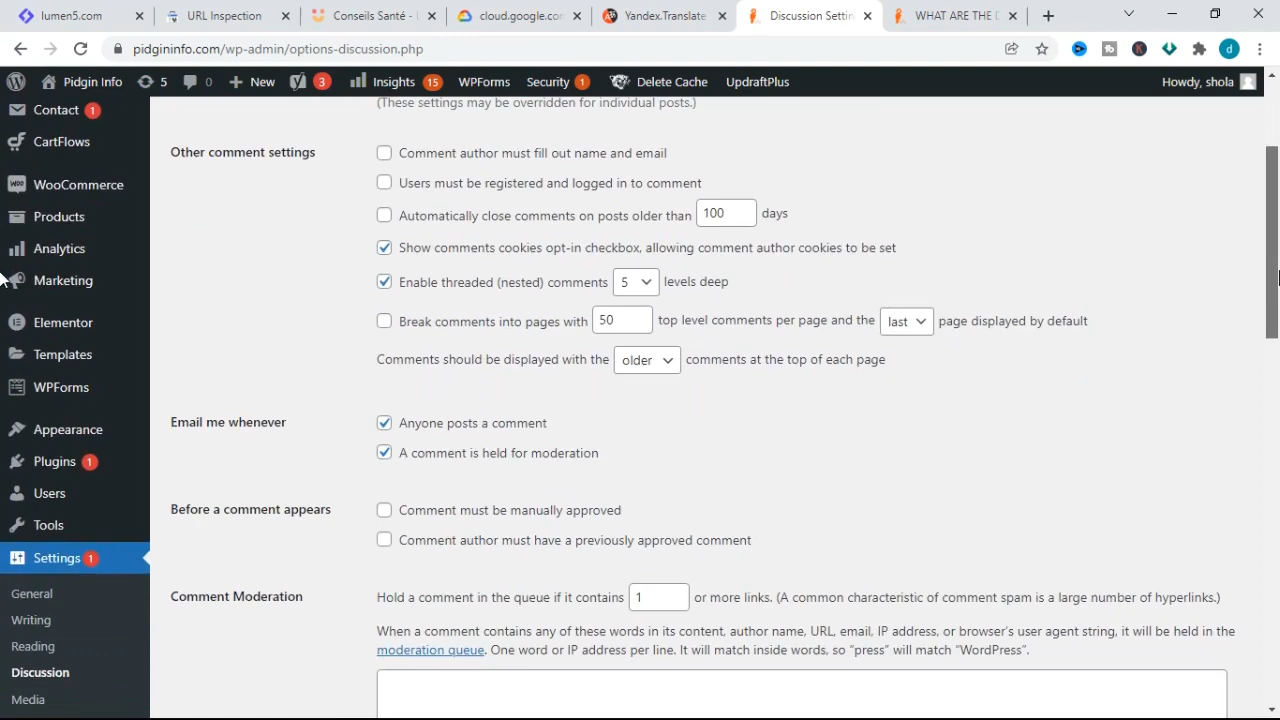 lumen5.com
URL Inspection
Conseils Santé -
cloud.google.com
Yandex.Translate
Discussion Settin
WHAT ARE THE D
pidgininfo.com/wp-admin/options-discussion.php
K
d
Pidgin Info
5
0
New
3
Insights
15
WPForms
Security
1
Delete Cache
UpdraftPlus
Howdy, shola
Contact 1
CartFlows
WooCommerce
Products
Analytics
Marketing
Elementor
Templates
WPForms
Appearance
Plugins 1
Users
Tools
Settings 1
General
Writing
Reading
Discussion
Media
(These settings may be overridden for individual posts.)
Other comment settings
Comment author must fill out name and email
Users must be registered and logged in to comment
Automatically close comments on posts older than 100 days
Show comments cookies opt-in checkbox, allowing comment author cookies to be set
Enable threaded (nested) comments 5 levels deep
Break comments into pages with 50 top level comments per page and the last page displayed by default
Comments should be displayed with the older comments at the top of each page
Email me whenever
Anyone posts a comment
A comment is held for moderation
Before a comment appears
Comment must be manually approved
Comment author must have a previously approved comment
Comment Moderation
Hold a comment in the queue if it contains 1 or more links. (A common characteristic of comment spam is a large number of hyperlinks.)
When a comment contains any of these words in its content, author name, URL, email, IP address, or browser's user agent string, it will be held in the
moderation queue. One word or IP address per line. It will match inside words, so "press" will match "WordPress".